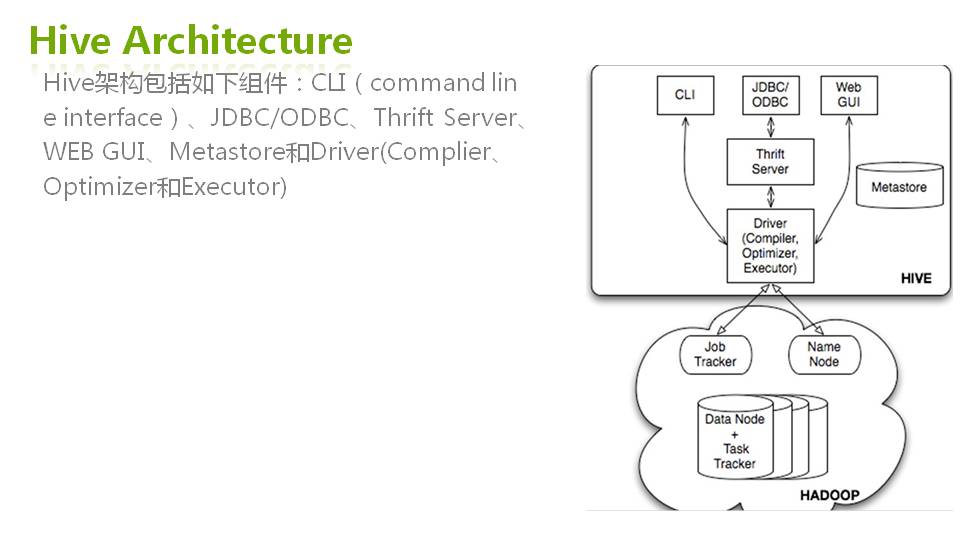 Hive Architecture
Hive架构包括如下组件：CLI（command lin
e interface）、JDBC/ODBC、Thrift Server、
WEB GUI、Metastore和Driver(Complier、
Optimizer和Executor)
CLI
JDBC/
ODBC
Web
GUI
Thrift
Server
Metastore
Driver
(Compiler,
Optimizer,
Executor)
HIVE
Job
Tracker
Name
Node
Data Node
+
Task
Tracker
HADOOP